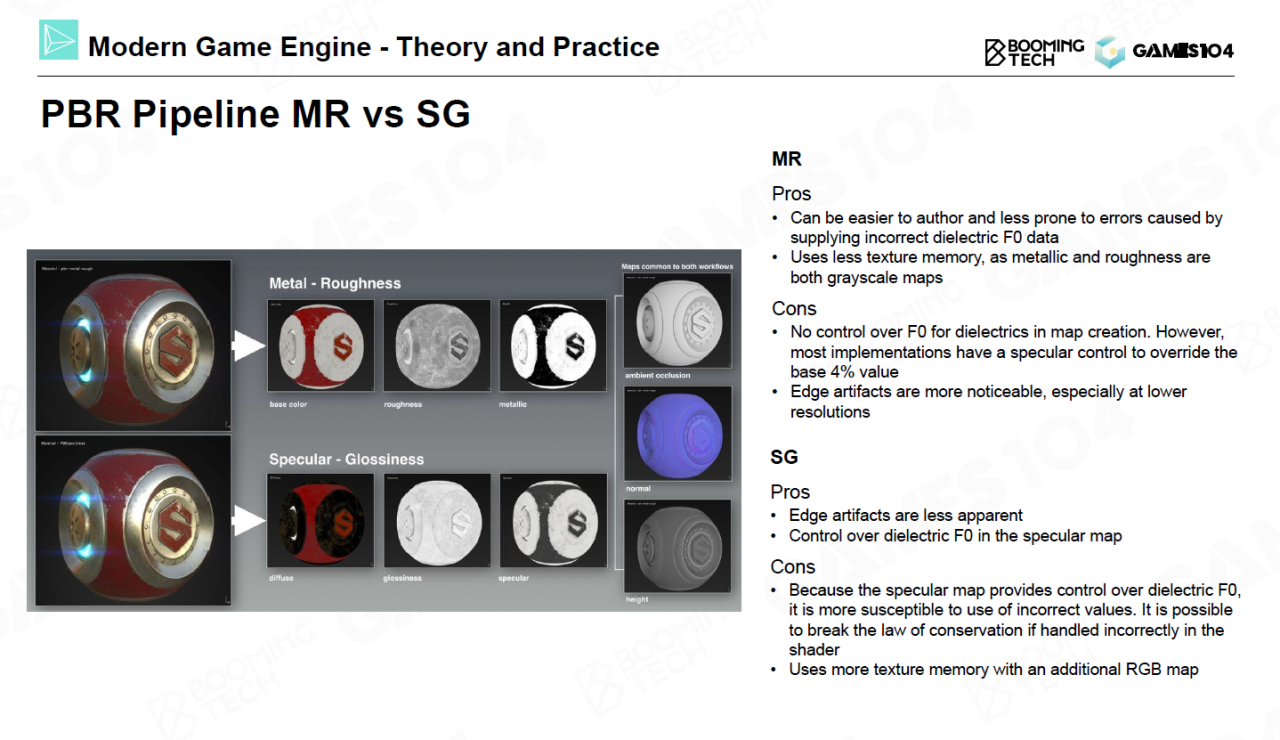 Modern Game Engine - Theory and Practice
BOOMING
TECH
GAMES104
PBR Pipeline MR vs SG
MR
Pros
• Can be easier to author and less prone to errors caused by
supplying incorrect dielectric F0 data
• Uses less texture memory, as metallic and roughness are
both grayscale maps
Cons
• No control over F0 for dielectrics in map creation. However,
most implementations have a specular control to override the
base 4% value
• Edge artifacts are more noticeable, especially at lower
resolutions
SG
Pros
• Edge artifacts are less apparent
• Control over dielectric F0 in the specular map
Cons
• Because the specular map provides control over dielectric F0,
it is more susceptible to use of incorrect values. It is possible
to break the law of conservation if handled incorrectly in the
shader
• Uses more texture memory with an additional RGB map
Metal - Roughness
base color
roughness
metallic
Specular - Glossiness
diffuse
glossiness
specular
Maps common to both workflows
ambient occlusion
normal
height